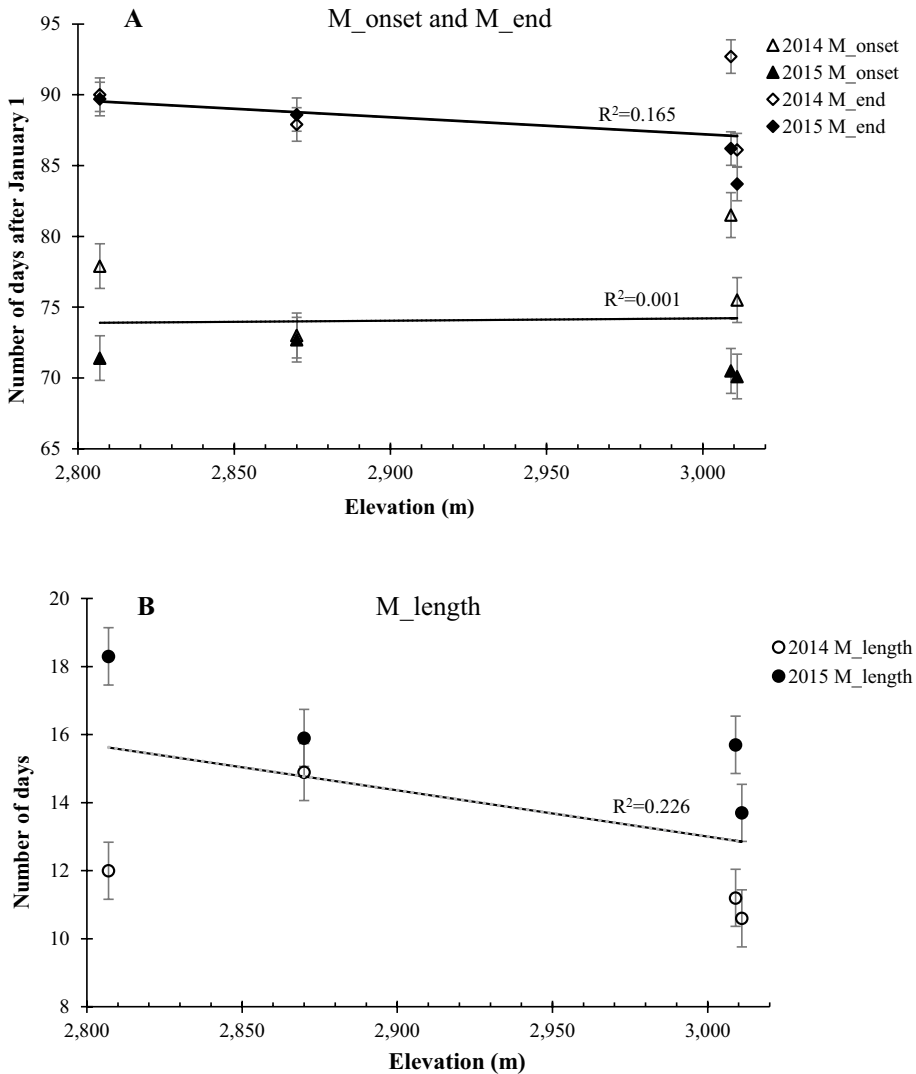 A M_onset and M_end
95
90
85
80
75
70
65
Number of days after January 1
R²=0.165
R²=0.001
2014 M_onset
2015 M_onset
2014 M_end
2015 M_end
2,800 2,850 2,900 2,950 3,000
Elevation (m)
B M_length
20
18
16
14
12
10
8
Number of days
R²=0.226
2014 M_length
2015 M_length
2,800 2,850 2,900 2,950 3,000
Elevation (m)